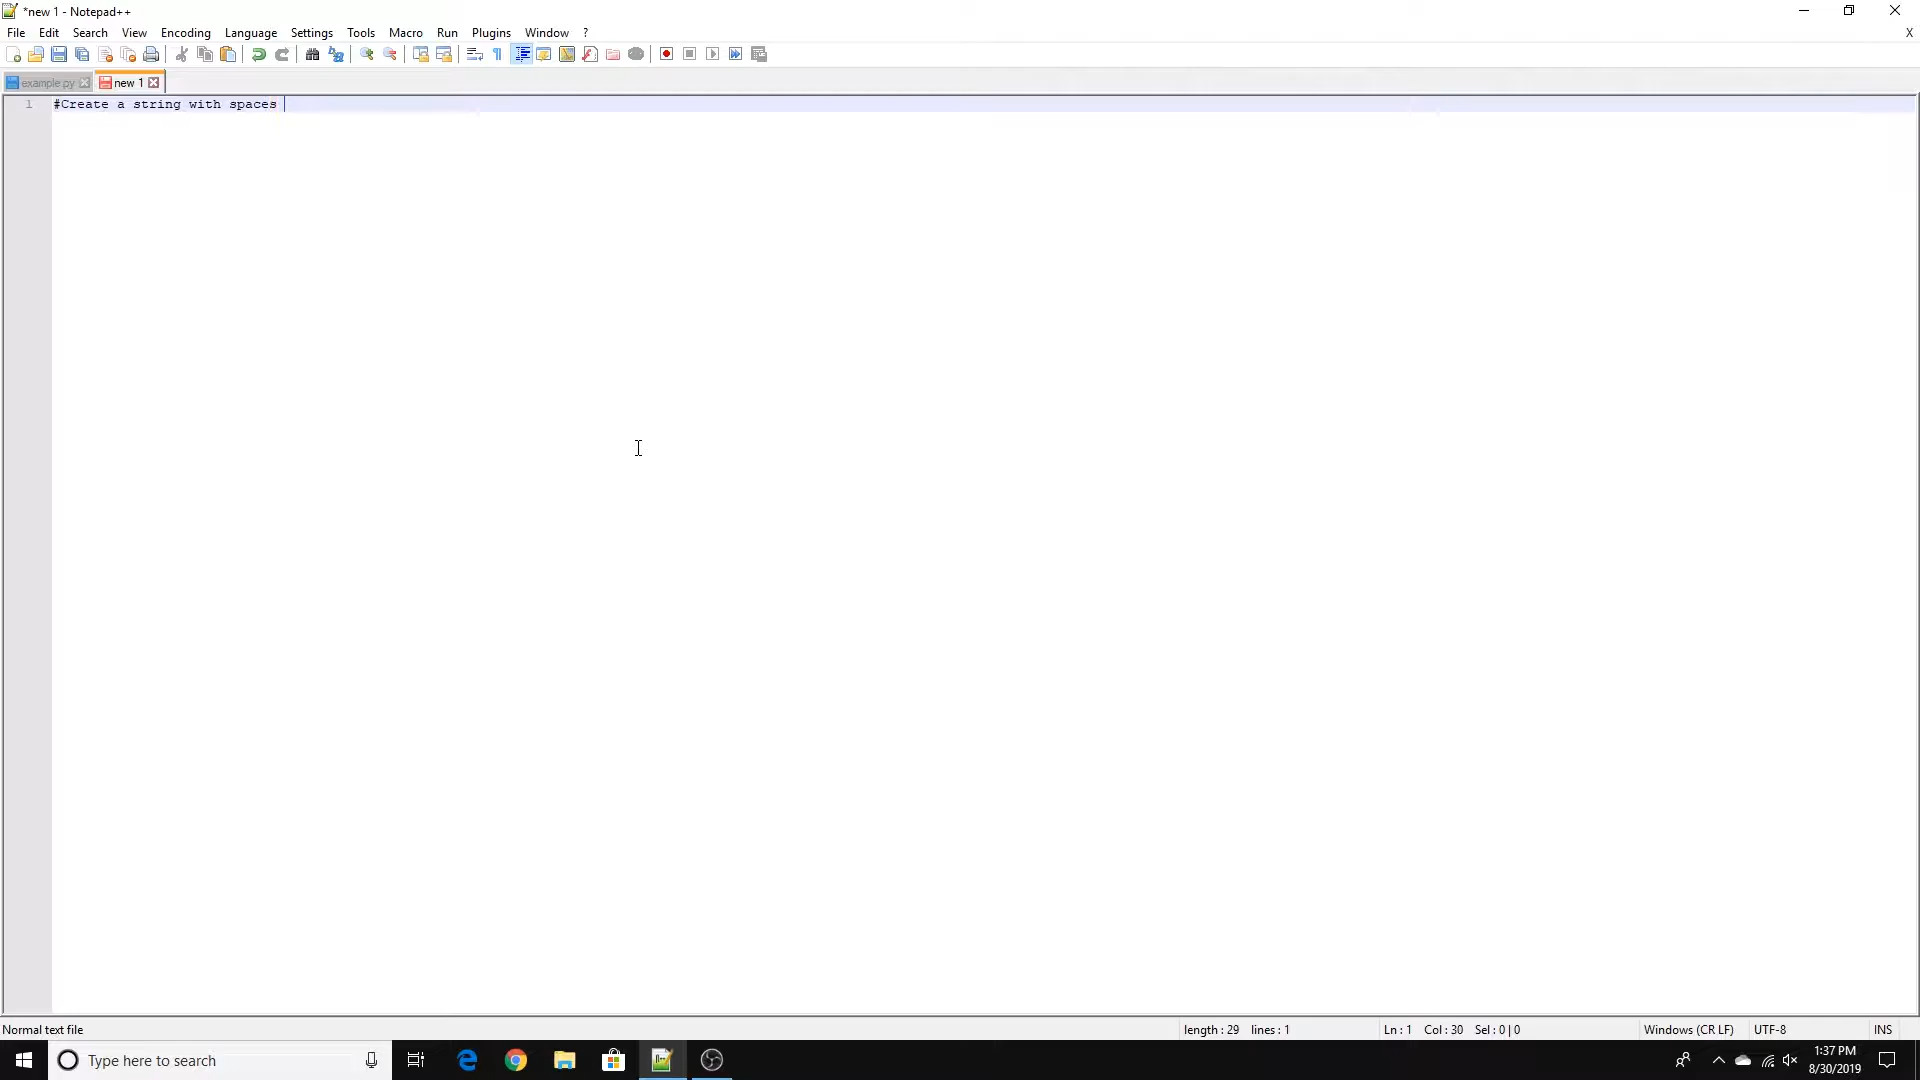 *new 1 - Notepad++
File Edit Search View Encoding Language Settings Tools Macro Run Plugins Window ? X
example.py new 1
1 #Create a string with spaces
Normal text file length : 29 lines : 1 Ln : 1 Col : 30 Sel : 0 | 0 Windows (CR LF) UTF-8 INS
Type here to search
1:37 PM
8/30/2019